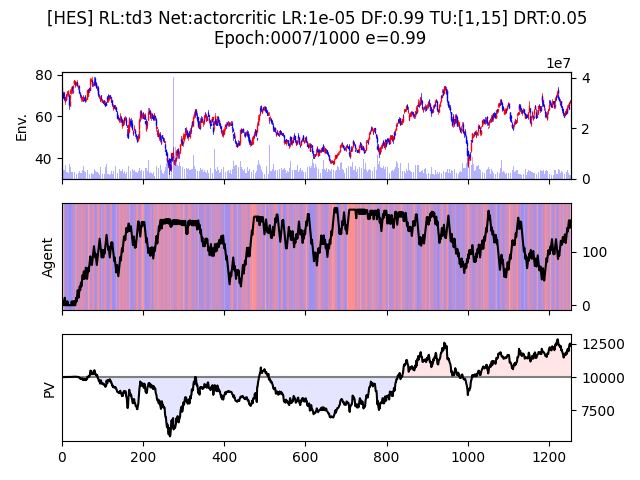 [HES] RL:td3 Net:actorcritic LR:1e-05 DF:0.99 TU:[1,15] DRT:0.05
Epoch:0007/1000 e=0.99
1e7
80
60
40
Env.
4
2
0
Agent
100
0
PV
12500
10000
7500
0 200 400 600 800 1000 1200